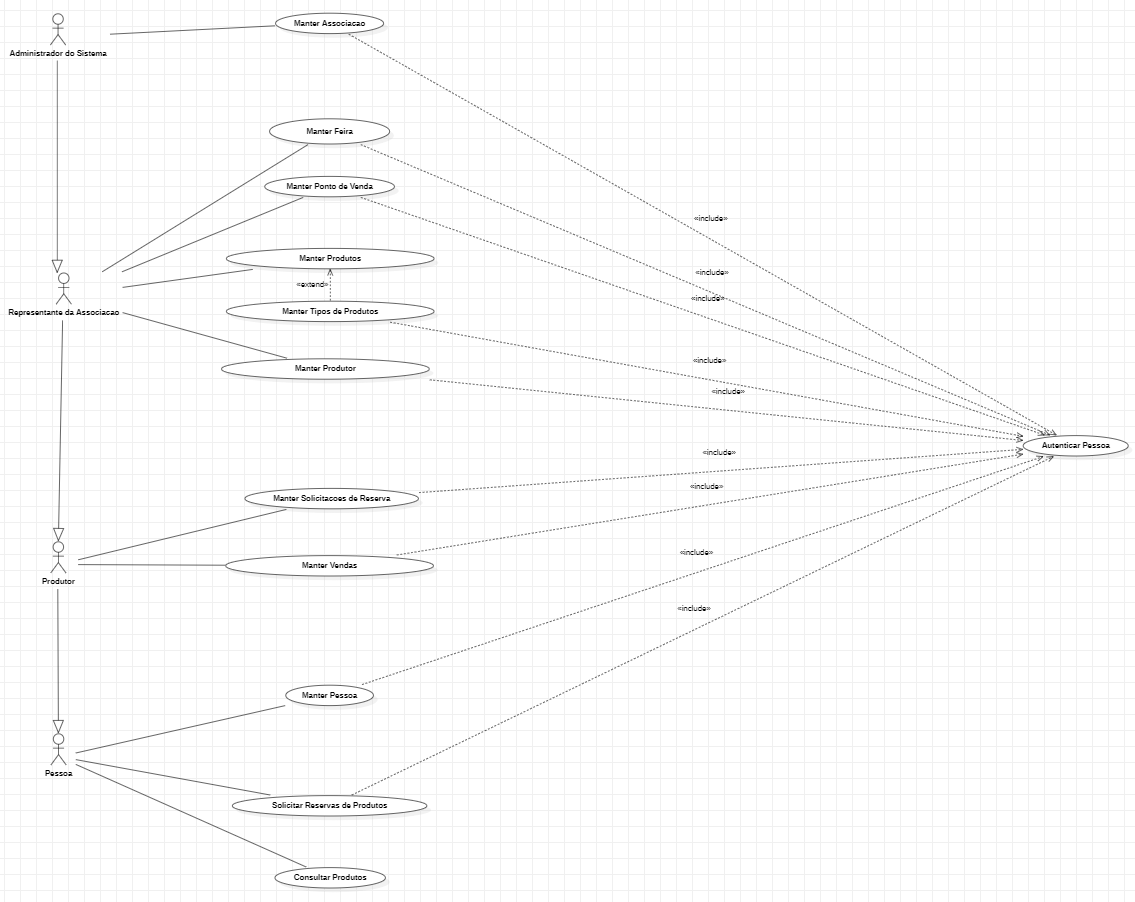 Manter Associacao
Administrador do Sistema
Manter Feira
Manter Ponto de Venda
«include»
Manter Produtos
«include»
«extend»
«include»
Manter Tipos de Produtos
Representante da Associacao
«include»
Manter Produtor
«include»
Autenticar Pessoa
«include»
«include»
Manter Solicitacoes de Reserva
«include»
Manter Vendas
Produtor
«include»
Manter Pessoa
Pessoa
Solicitar Reservas de Produtos
Consultar Produtos